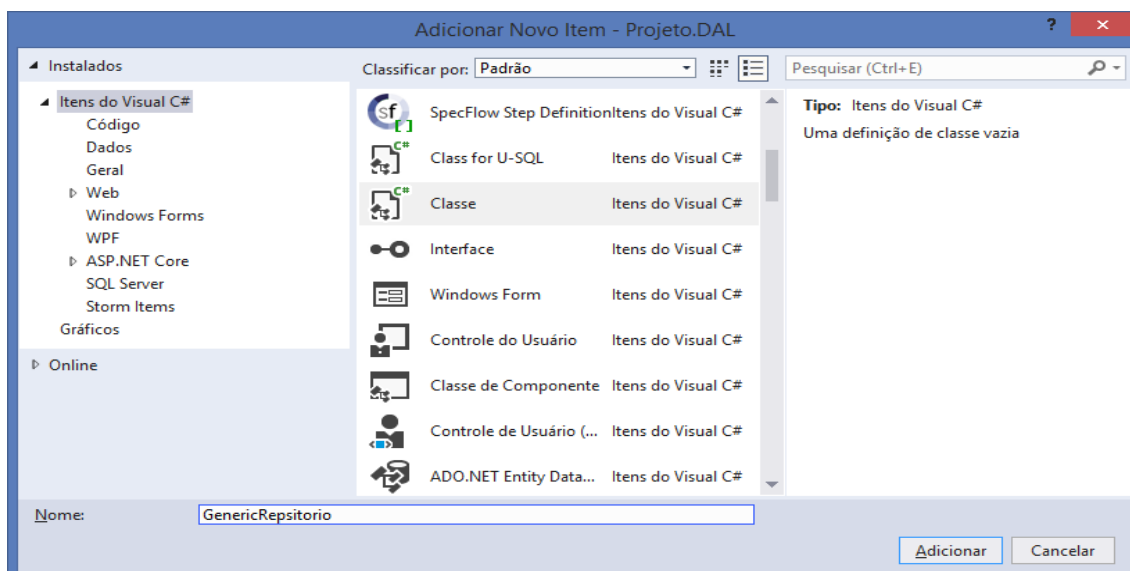 Adicionar Novo Item - Projeto.DAL
?
×
Instalados
Itens do Visual C#
Código
Dados
Geral
Web
Windows Forms
WPF
ASP.NET Core
SQL Server
Storm Items
Gráficos
Online
Classificar por: Padrão
SpecFlow Step Definition Itens do Visual C#
Class for U-SQL Itens do Visual C#
Classe Itens do Visual C#
Interface Itens do Visual C#
Windows Form Itens do Visual C#
Controle do Usuário Itens do Visual C#
Classe de Componente Itens do Visual C#
Controle de Usuário (... Itens do Visual C#
ADO.NET Entity Data... Itens do Visual C#
Pesquisar (Ctrl+E)
Tipo: Itens do Visual C#
Uma definição de classe vazia
Nome: GenericRepsitorio
Adicionar Cancelar